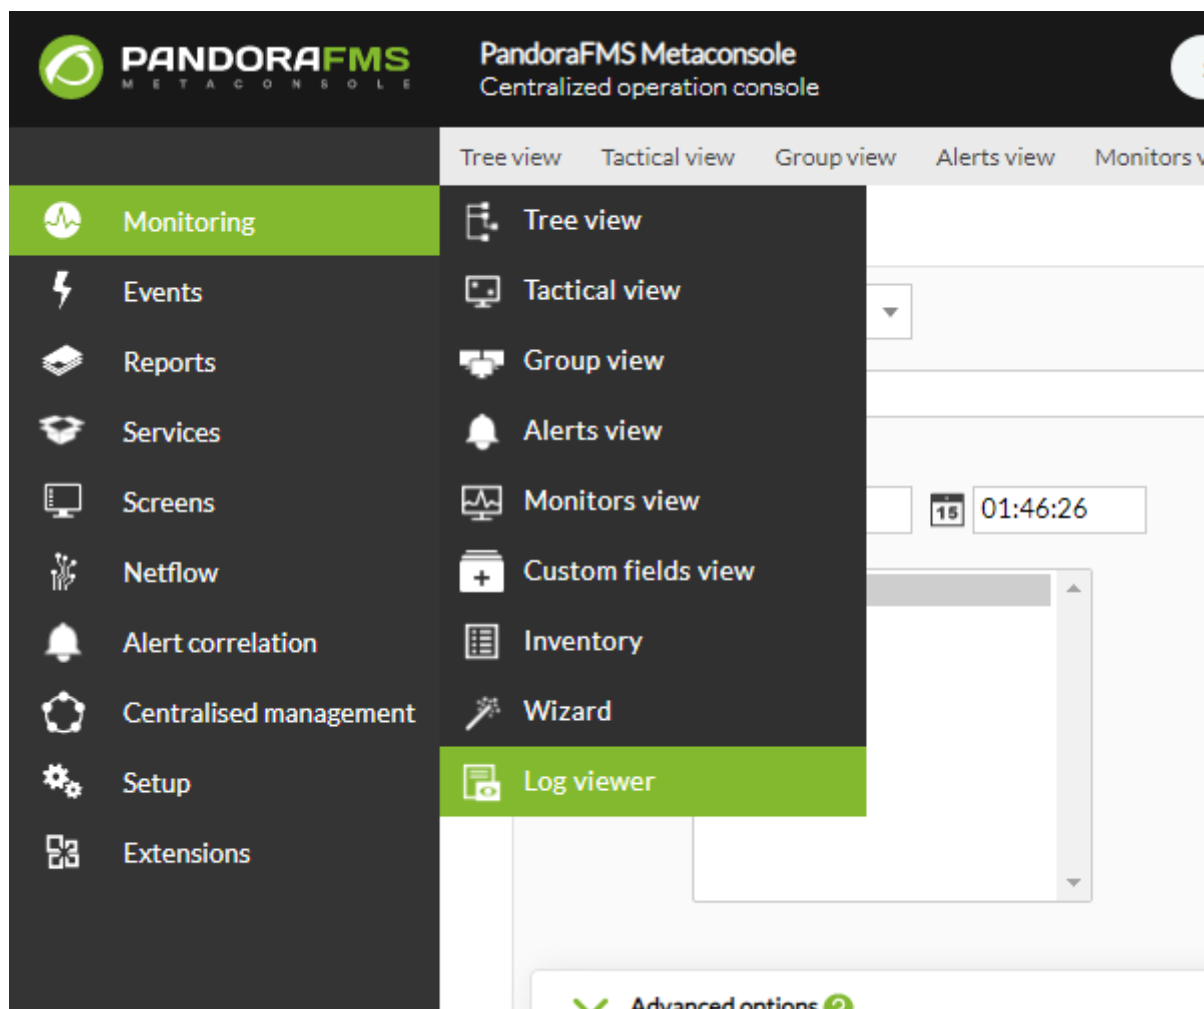 PANDORAFMS
METACONSOLE
PandoraFMS Metaconsole
Centralized operation console
Tree view Tactical view Group view Alerts view Monitors
Monitoring
Events
Reports
Services
Screens
Netflow
Alert correlation
Centralised management
Setup
Extensions
Tree view
Tactical view
Group view
Alerts view
Monitors view
Custom fields view
Inventory
Wizard
Log viewer
15 01:46:26
Advanced options ?